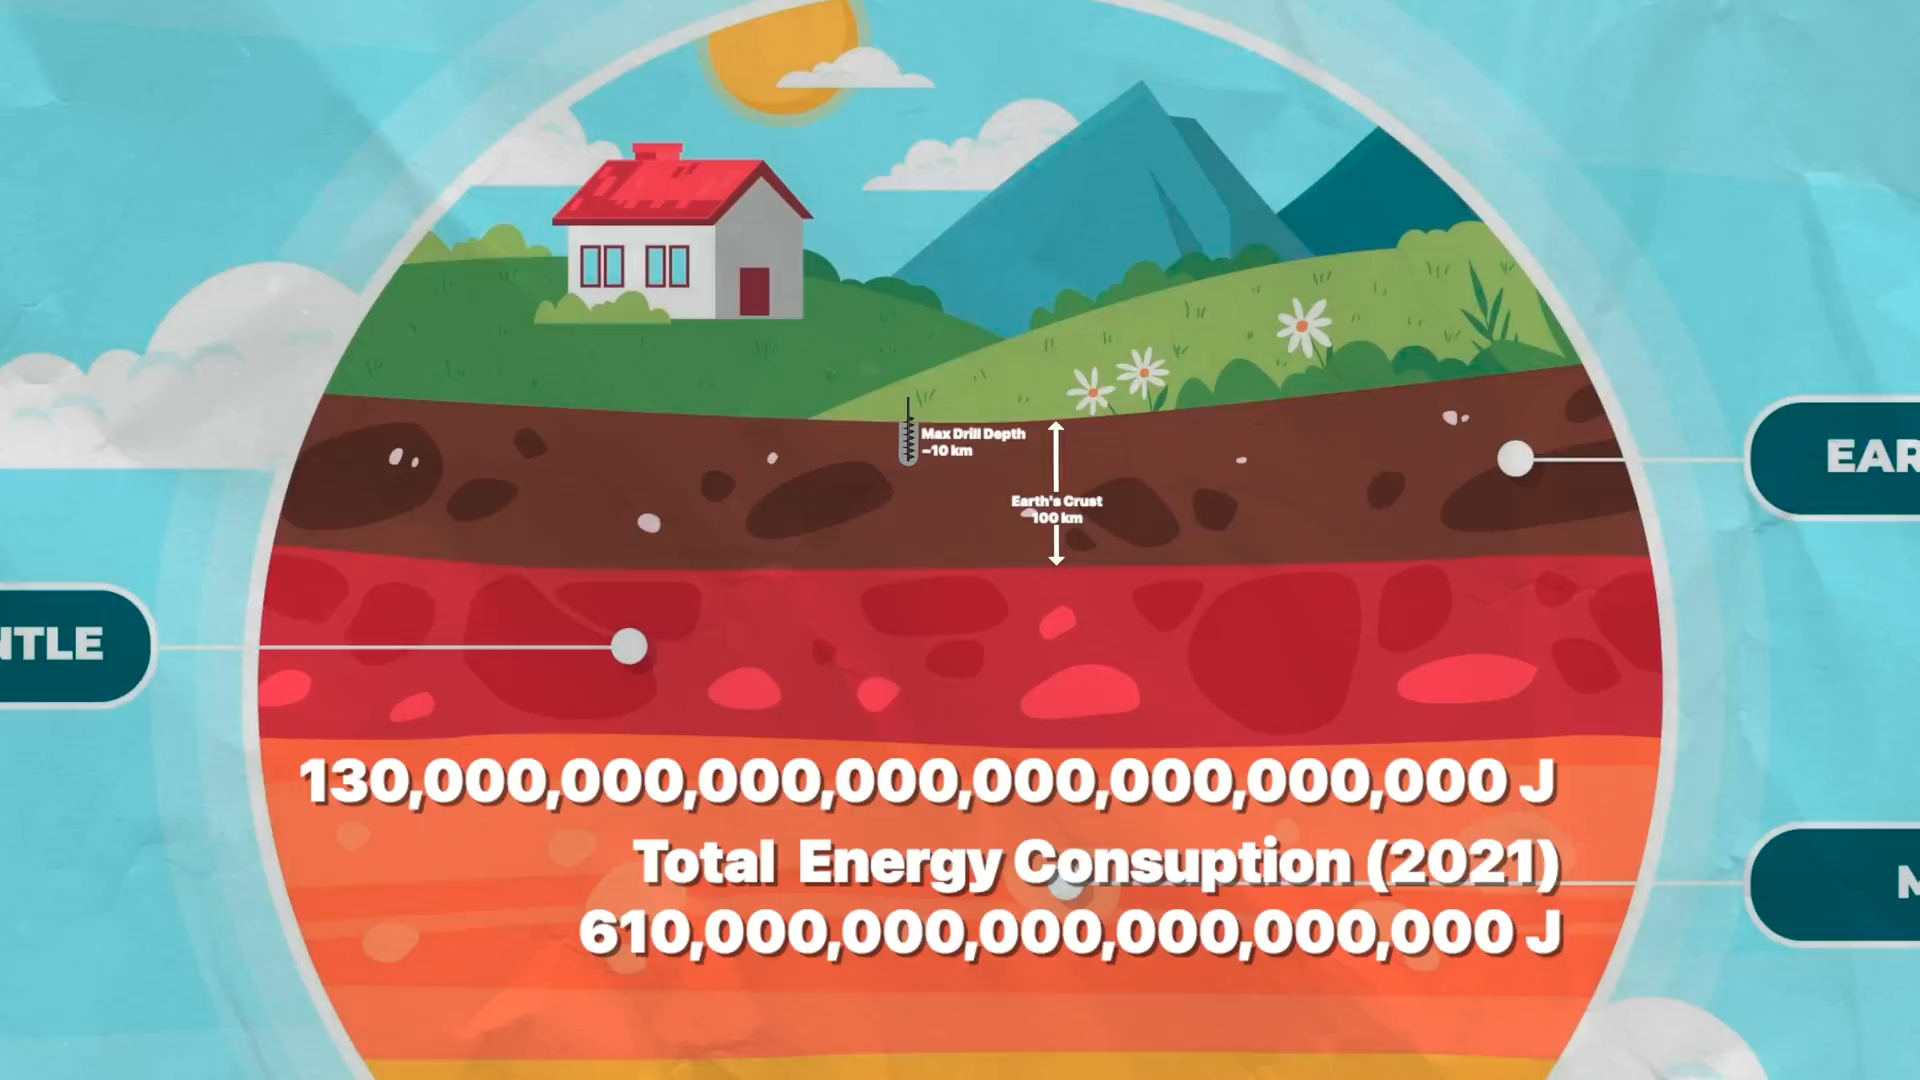 Max Drill Depth
~10 km
EAR
Earth's Crust
100 km
NTLE
130,000,000,000,000,000,000,000,000 J
Total Energy Consuption (2021)
610,000,000,000,000,000,000 J
M